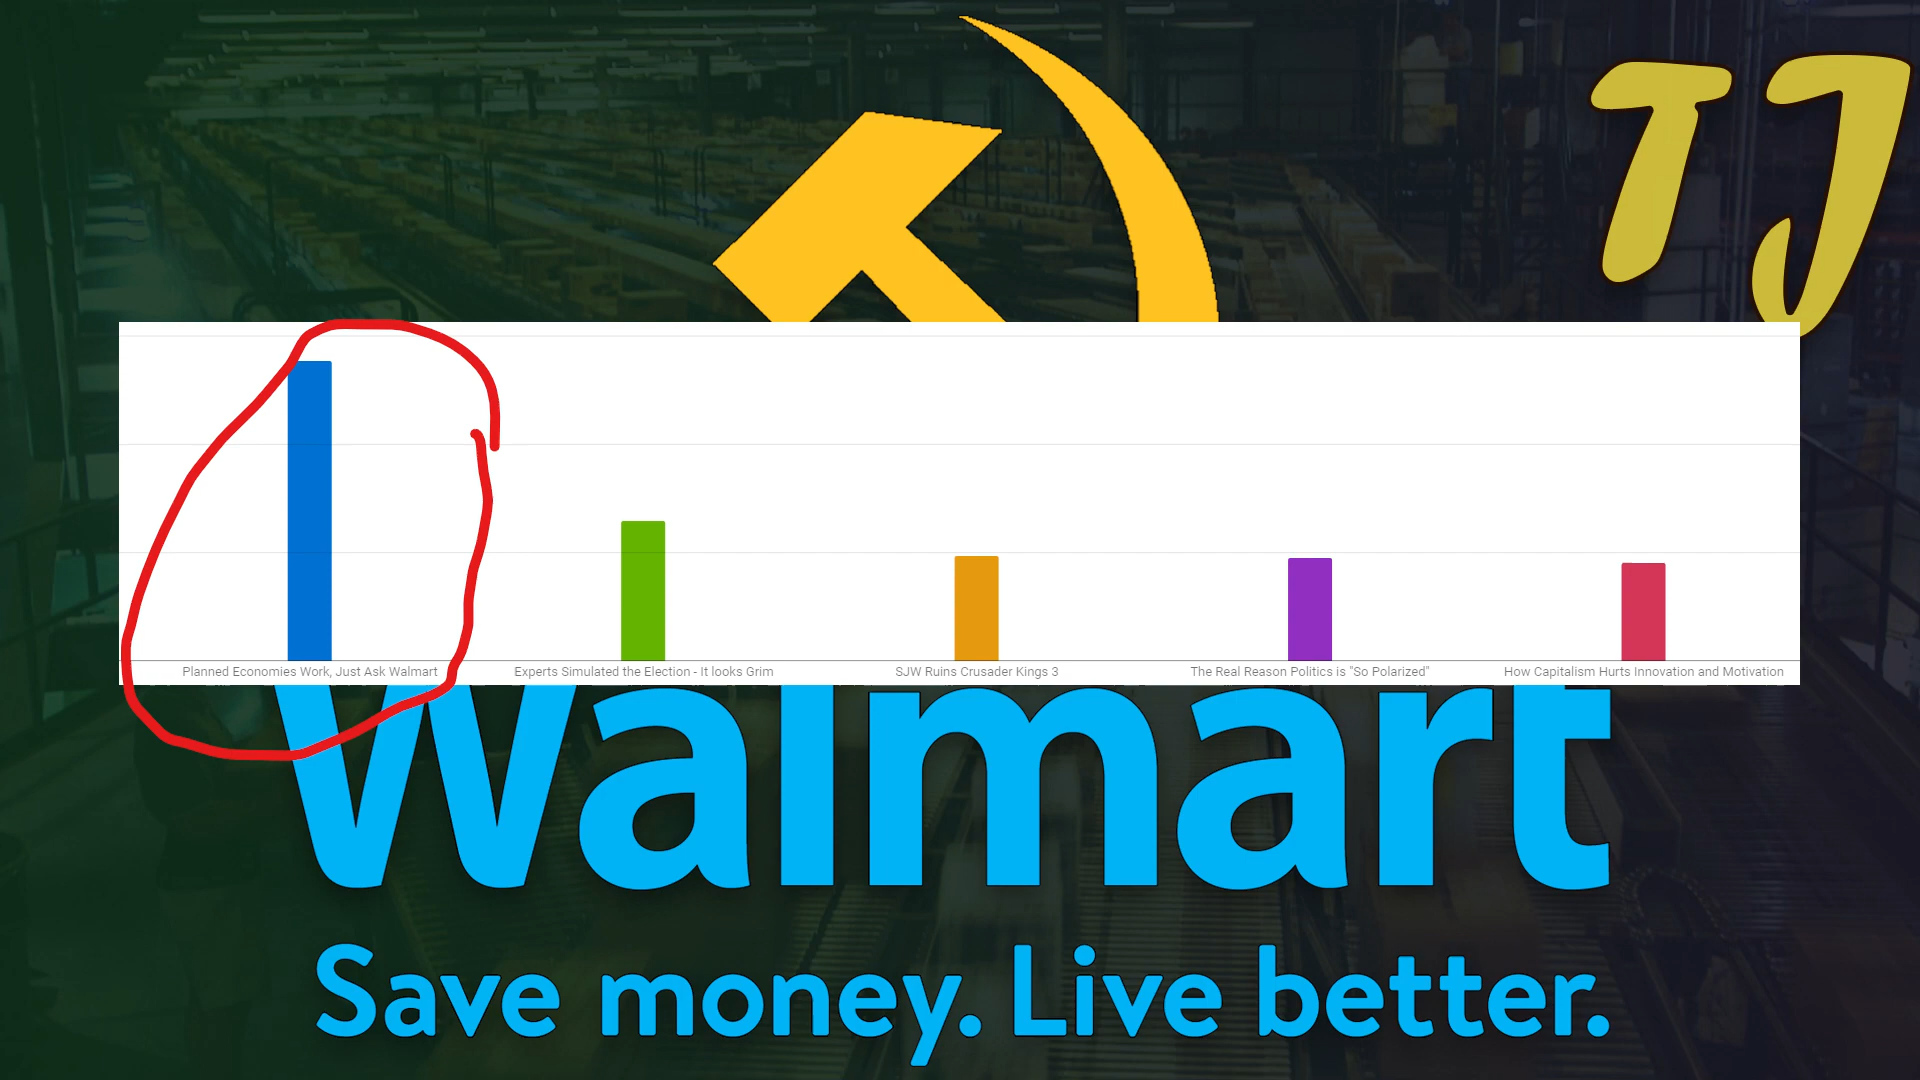 TJ
Planned Economies Work, Just Ask Walmart
Experts Simulated the Election - It looks Grim
SJW Ruins Crusader Kings 3
The Real Reason Politics is "So Polarized"
How Capitalism Hurts Innovation and Motivation
Walmart
Save money. Live better.